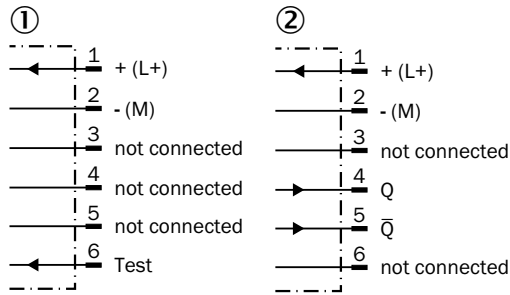 ①
1 + (L+)
2 - (M)
3 not connected
4 not connected
5 not connected
6 Test
②
1 + (L+)
2 - (M)
3 not connected
4 Q
5 Q̅
6 not connected